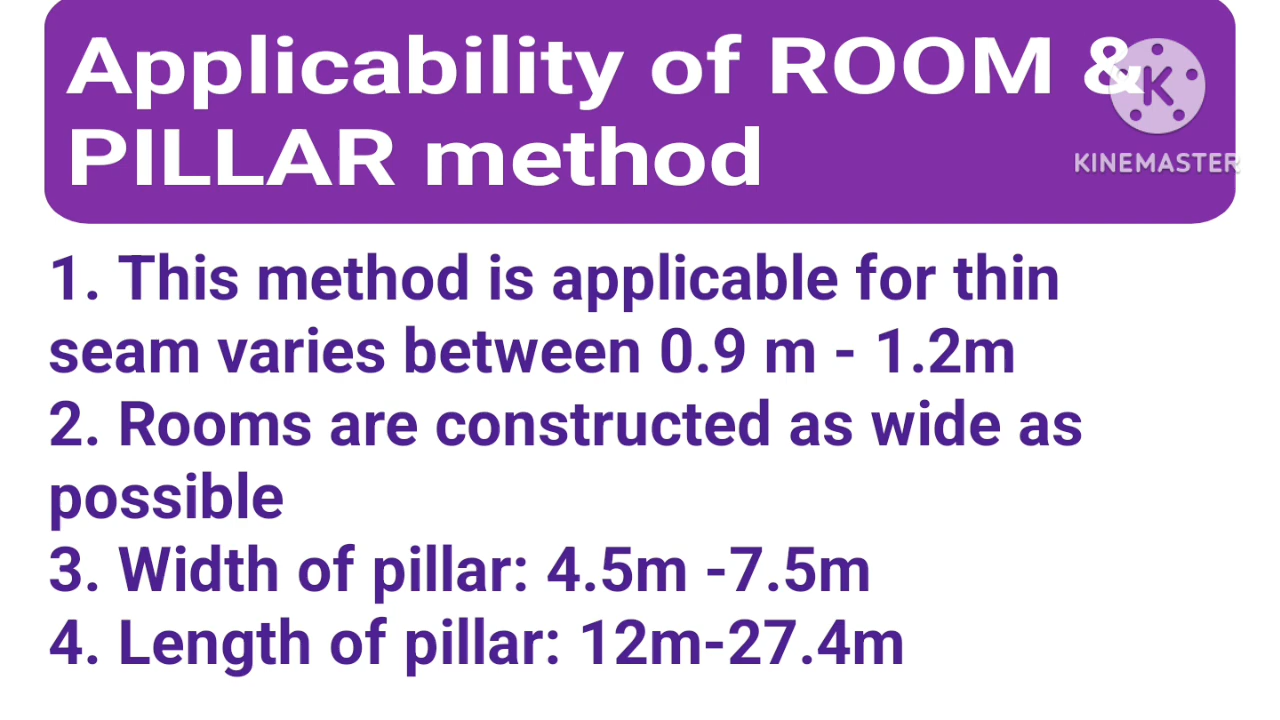 Applicability of ROOM &
PILLAR method
KINEMASTER
1. This method is applicable for thin
seam varies between 0.9 m - 1.2m
2. Rooms are constructed as wide as
possible
3. Width of pillar: 4.5m -7.5m
4. Length of pillar: 12m-27.4m